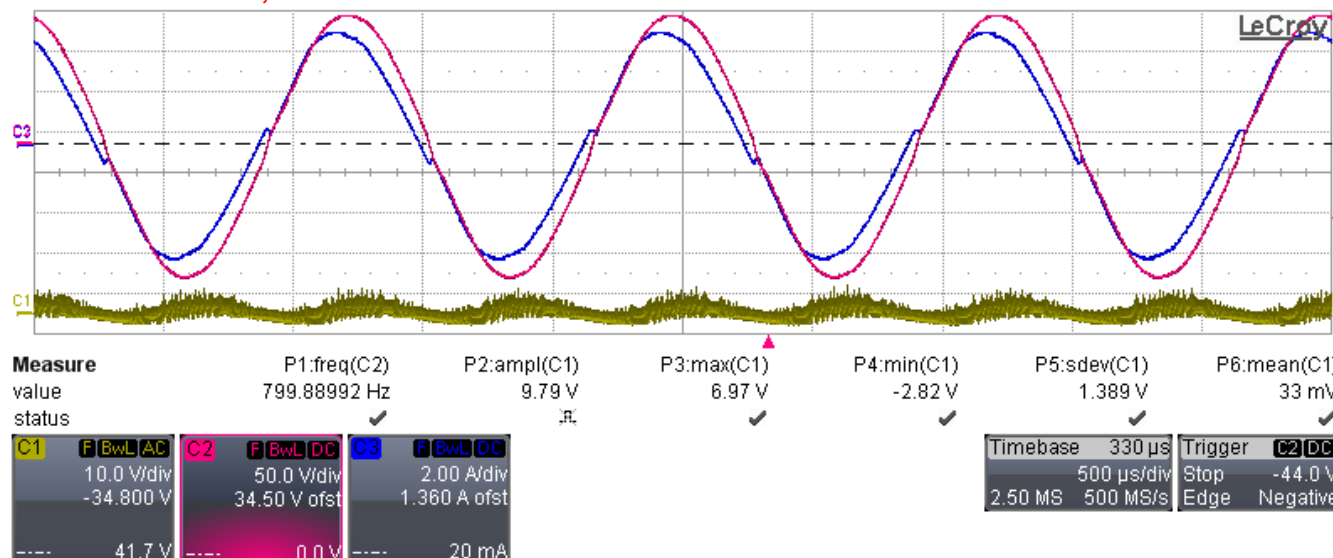 LeCroy
C3
C1
Measure P1:freq(C2) P2:ampl(C1) P3:max(C1) P4:min(C1) P5:sdev(C1) P6:mean(C1)
value 799.88992 Hz 9.79 V 6.97 V -2.82 V 1.389 V 33 mV
status
C1 F BwL AC C2 F BwL DC C3 F BwL DC Timebase 330 µs Trigger C2 DC
10.0 V/div 50.0 V/div 2.00 A/div 500 µs/div Stop -44.0 V
-34.800 V 34.50 V ofst 1.360 A ofst 2.50 MS 500 MS/s Edge Negative
41.7 V 0.0 V 20 mA